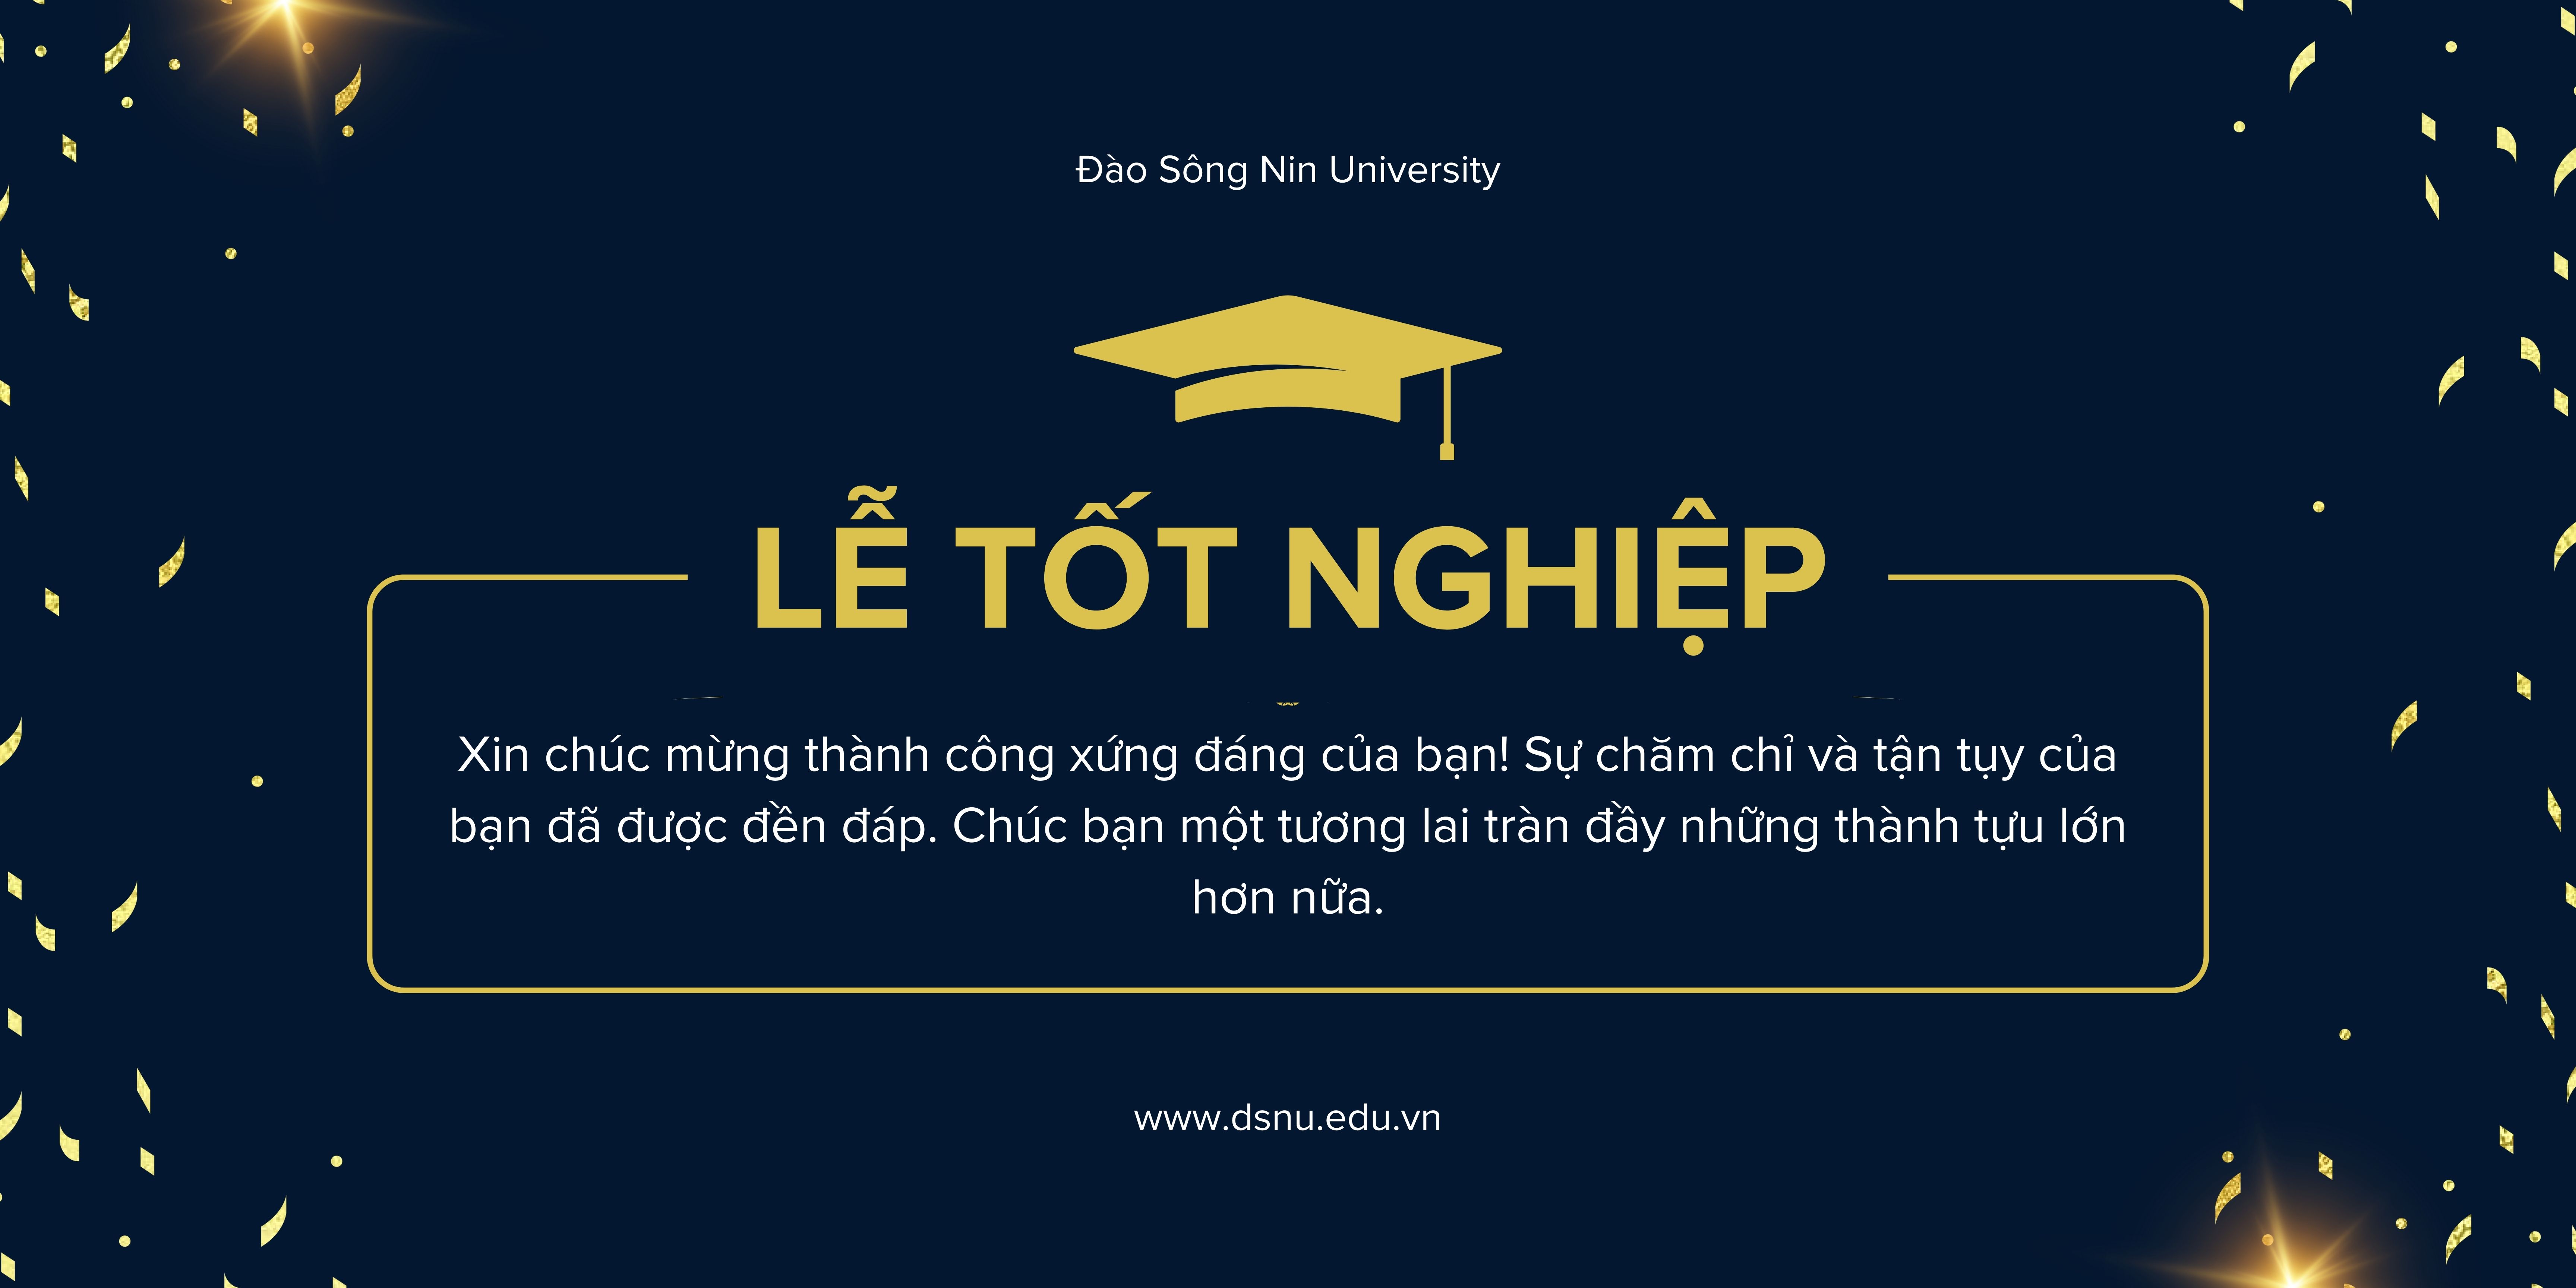 Đào Sông Nin University
LỄ TỐT NGHIỆP
Xin chúc mừng thành công xứng đáng của bạn! Sự chăm chỉ và tận tụy của
bạn đã được đền đáp. Chúc bạn một tương lai tràn đầy những thành tựu lớn
hơn nữa.
www.dsnu.edu.vn